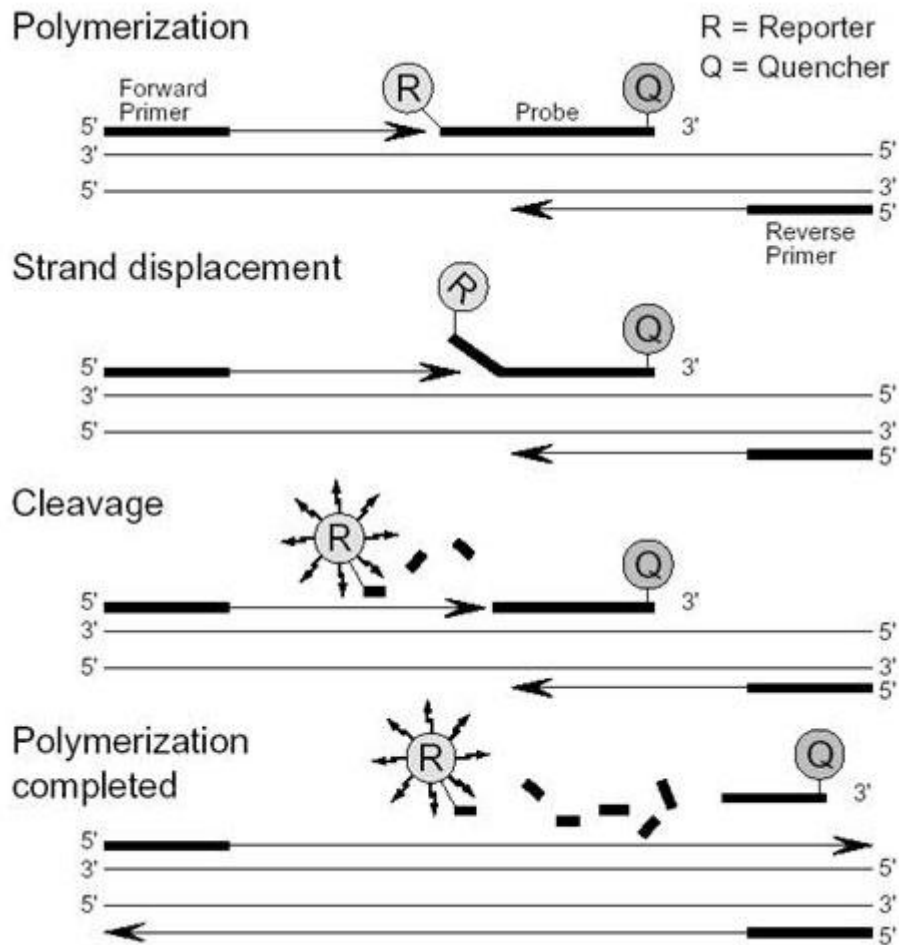 Polymerization
R = Reporter
Q = Quencher
Forward
Primer
R
Q
Probe
5' 3'
3' 5'
5' 3'
5'
Reverse
Primer
Strand displacement
R
Q
5' 3'
3' 5'
5' 3'
5'
Cleavage
R
Q
5' 3'
3' 5'
5' 3'
5'
Polymerization
completed
R
Q
3'
5'
3' 5'
5' 3'
5'